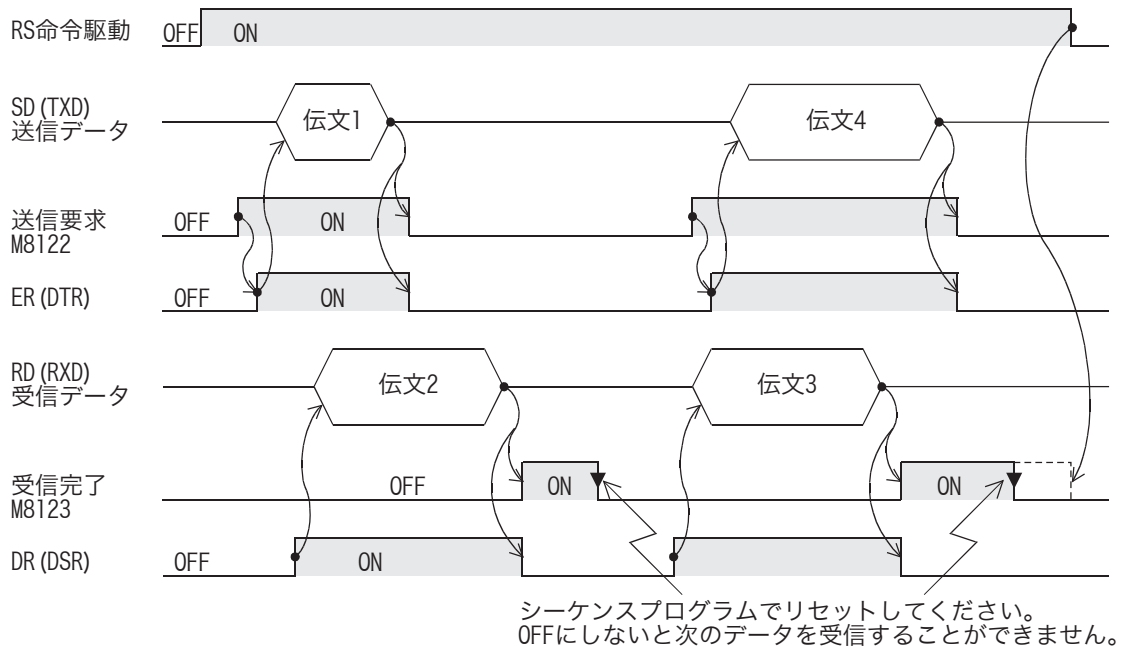 RS命令駆動 OFF ON
SD (TXD)
送信データ
伝文1 伝文4
送信要求
M8122
OFF ON
ER (DTR) OFF ON
RD (RXD)
受信データ
伝文2 伝文3
受信完了
M8123
OFF ON ON
DR (DSR) OFF ON
シーケンスプログラムでリセットしてください。
OFFにしないと次のデータを受信することができません。